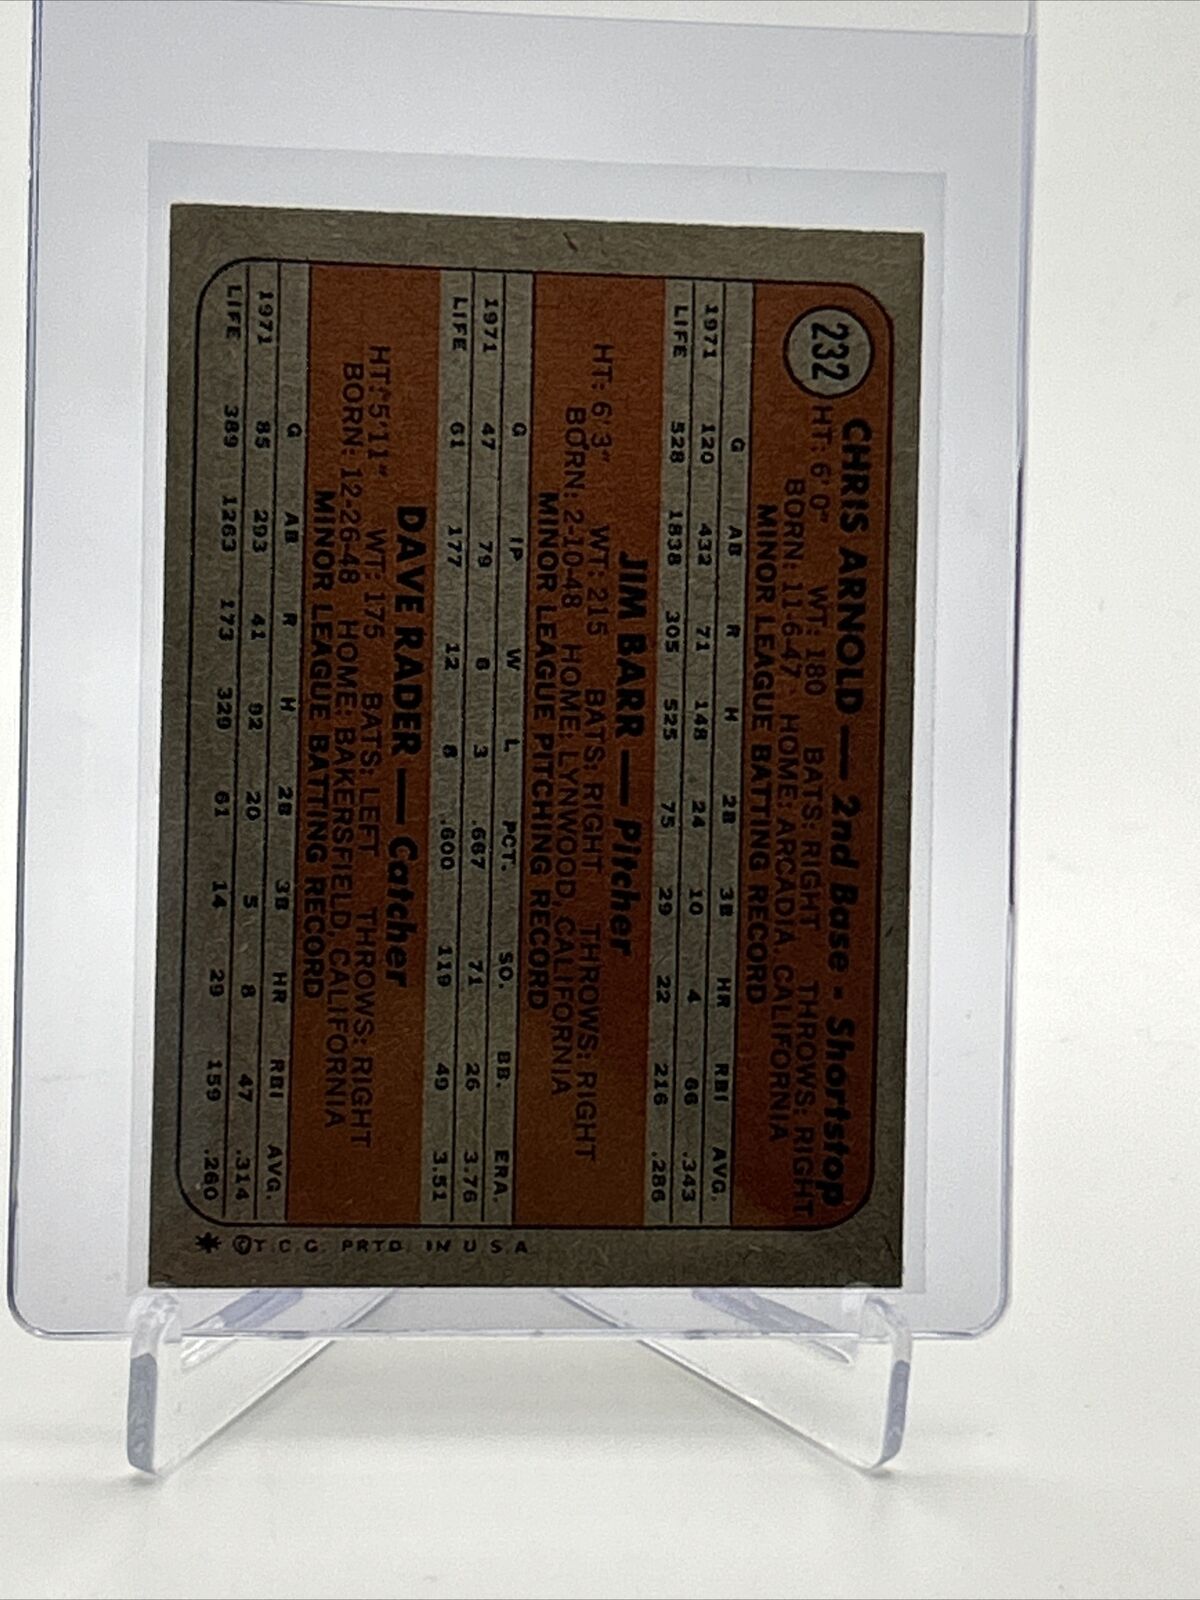 232
CHRIS ARNOLD — 2nd Base - Shortstop
HT: 6'0" WT: 180 BATS: RIGHT THROWS: RIGHT
BORN: 11-6-47 HOME: ARCADIA, CALIFORNIA
MINOR LEAGUE BATTING RECORD
G AB R H 2B 3B HR RBI AVG.
1971 120 432 71 148 24 10 4 66 .343
LIFE 528 1838 305 525 75 29 22 216 .286
JIM BARR — Pitcher
HT: 6'3" WT: 215 BATS: RIGHT THROWS: RIGHT
BORN: 2-10-48 HOME: LYNWOOD, CALIFORNIA
MINOR LEAGUE PITCHING RECORD
G IP W L PCT. SO. BB. ERA.
1971 47 79 6 3 .667 71 26 3.76
LIFE 61 177 12 8 .600 119 49 3.51
DAVE RADER — Catcher
HT: 5'11" WT: 175 BATS: LEFT THROWS: RIGHT
BORN: 12-26-48 HOME: BAKERSFIELD, CALIFORNIA
MINOR LEAGUE BATTING RECORD
G AB R H 2B 3B HR RBI AVG.
1971 85 293 41 92 20 5 8 47 .314
LIFE 389 1263 173 329 61 14 29 159 .260
* ©T.C.G. PRTD. IN U.S.A.